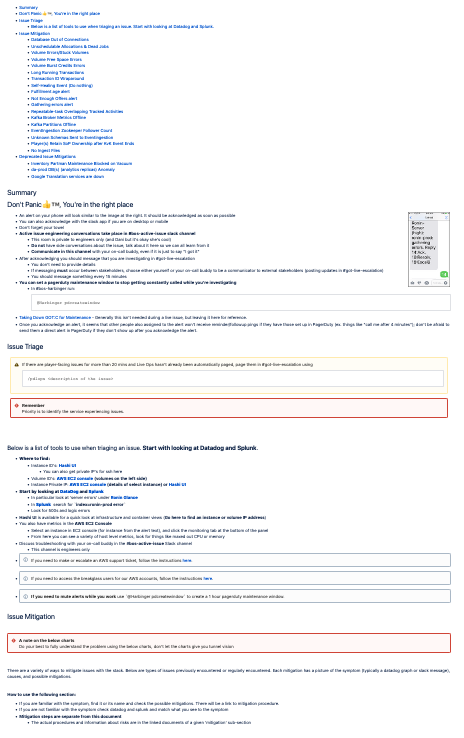 Summary
Don't Panic 👍™, You're in the right place
Issue Triage
Below is a list of tools to use when triaging an issue. Start with looking at Datadog and Splunk.
Issue Mitigation
Database Out of Connections
Unschedulable Allocations & Dead Jobs
Volume Errors/Stuck Volumes
Volume Free Space Errors
Volume Burst Credits Errors
Long Running Transactions
Transaction ID Wraparound
Self-Healing Event (Do nothing)
Fulfillment age alert
Not Enough Offers alert
Gathering errors alert
Repeatable-task Overlapping Tracked Activities
Kafka Broker Metrics Offline
Kafka Partitions Offline
EventIngestion Zookeeper Follower Count
Unknown Schemas Sent to EventIngestion
Player(s) Retain SoP Ownership after KvK Event Ends
No Ingest Files
Deprecated Issue Mitigations
Inventory Partman Maintenance Blocked on Vacuum
da-prod DB(s) (analytics replicas) Anomaly
Google Translation services are down
Summary
Don't Panic 👍™, You're in the right place
An alert on your phone will look similar to the image at the right. It should be acknowledged as soon as possible
You can also acknowledge with the slack app if you are on desktop or mobile
Don't forget your towel!
Active issue engineering conversations take place in #bos-active-issue slack channel
This room is private to engineers only (and Dani but it's okay she's cool)
Do not have side conversations about the issue, talk about it here so we can all learn from it
Communicate in this channel with your on-call buddy, even if it is just to say "I got it"
After acknowledging you should message that you are investigating in #got-live-escalation
You don't need to provide details
If messaging must occur between stakeholders, choose either yourself or your on-call buddy to be a communicator to external stakeholders (posting updates in #got-live-escalation)
You should message something every 15 minutes
You can set a pagerduty maintenance window to stop getting constantly called while you're investigating
In #bos-harbinger run
@Harbinger pdcreatewindow
Taking Down GOT:C for Maintenance - Generally this isn't needed during a live issue, but leaving it here for reference.
Once you acknowledge an alert, it seems that other people also assigned to the alert won't receive reminder/followup pings if they have those set up in PagerDuty (ex. things like "call me after 4 minutes"); don't be afraid to
send them a direct alert in PagerDuty if they don't show up after you acknowledge the alert.
Issue Triage
If there are player-facing issues for more than 20 mins and Live Ops hasn't already been automatically paged, page them in #got-live-escalation using
/pdlops <description of the issue>
Remember
Priority is to identify the service experiencing issues.
Below is a list of tools to use when triaging an issue. Start with looking at Datadog and Splunk.
Where to find:
Instance ID's: Hashi UI
You can also get private IP's for ssh here
Volume ID's: AWS EC2 console (volumes on the left side)
Instance Private IP: AWS EC2 console (details of select instance) or Hashi UI
Start by looking at DataDog and Splunk
In particular look at 'server errors' under Ronin Glance
In Splunk: search for `index=umin-prod error`
Look for 500s and logic errors
Hashi UI is available for a quick look at infrastructure and container views (Go here to find an instance or volume IP address)
You also have metrics in the AWS EC2 Console
Select an instance in EC2 console (for instance from the alert text), and click the monitoring tab at the bottom of the panel
From here you can see a variety of host level metrics, look for things like maxed out CPU or memory
Discuss troubleshooting with your on-call buddy in the #bos-active-issue Slack channel
This channel is engineers only
If you need to make or escalate an AWS support ticket, follow the instructions here.
If you need to access the breakglass users for our AWS accounts, follow the instructions here.
If you need to mute alerts while you work use `@Harbinger pdcreatewindow` to create a 1 hour pagerduty maintenance window.
Issue Mitigation
A note on the below charts
Do your best to fully understand the problem using the below charts, don't let the charts give you tunnel vision
There are a variety of ways to mitigate issues with the stack. Below are types of issues previously encountered or regularly encountered. Each mitigation has a picture of the symptom (typically a datadog graph or slack message),
causes, and possible mitigations.
How to use the following section:
If you are familiar with the symptom, find it or its name and check the possible mitigations. There will be a link to mitigation procedure.
If you are not familiar with the symptom check datadog and splunk and match what you see to the symptom
Mitigation steps are separate from this document
The actual procedures and information about risks are in the linked documents of a given 'mitigation' sub-section